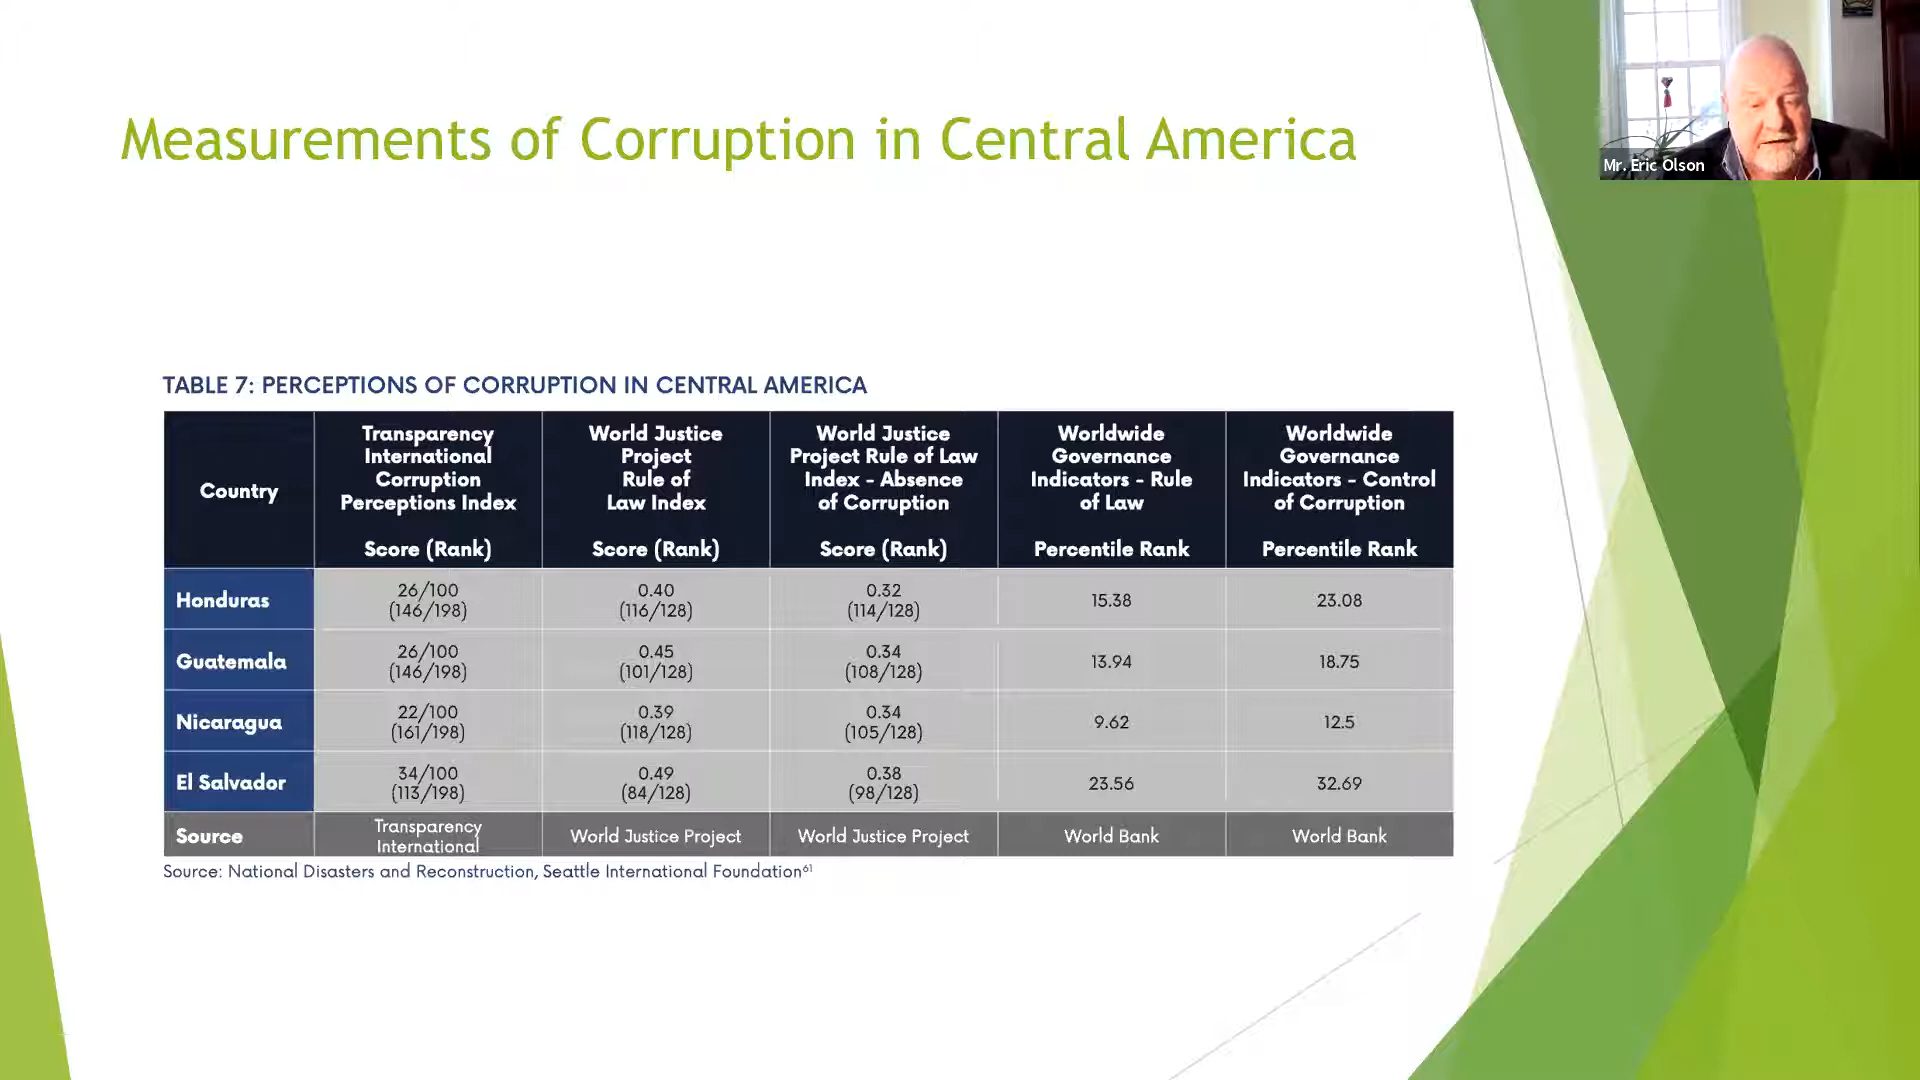 Measurements of Corruption in Central America
Mr. Eric Olson
TABLE 7: PERCEPTIONS OF CORRUPTION IN CENTRAL AMERICA
Country
Transparency
International
Corruption
Perceptions Index
Score (Rank)
World Justice
Project
Rule of
Law Index
Score (Rank)
World Justice
Project Rule of Law
Index - Absence
of Corruption
Score (Rank)
Worldwide
Governance
Indicators - Rule
of Law
Percentile Rank
Worldwide
Governance
Indicators - Control
of Corruption
Percentile Rank
Honduras
26/100
(146/198)
0.40
(116/128)
0.32
(114/128)
15.38
23.08
Guatemala
26/100
(146/198)
0.45
(101/128)
0.34
(108/128)
13.94
18.75
Nicaragua
22/100
(161/198)
0.39
(118/128)
0.34
(105/128)
9.62
12.5
El Salvador
34/100
(113/198)
0.49
(84/128)
0.38
(98/128)
23.56
32.69
Source
Transparency
International
World Justice Project
World Justice Project
World Bank
World Bank
Source: National Disasters and Reconstruction, Seattle International Foundation⁶¹